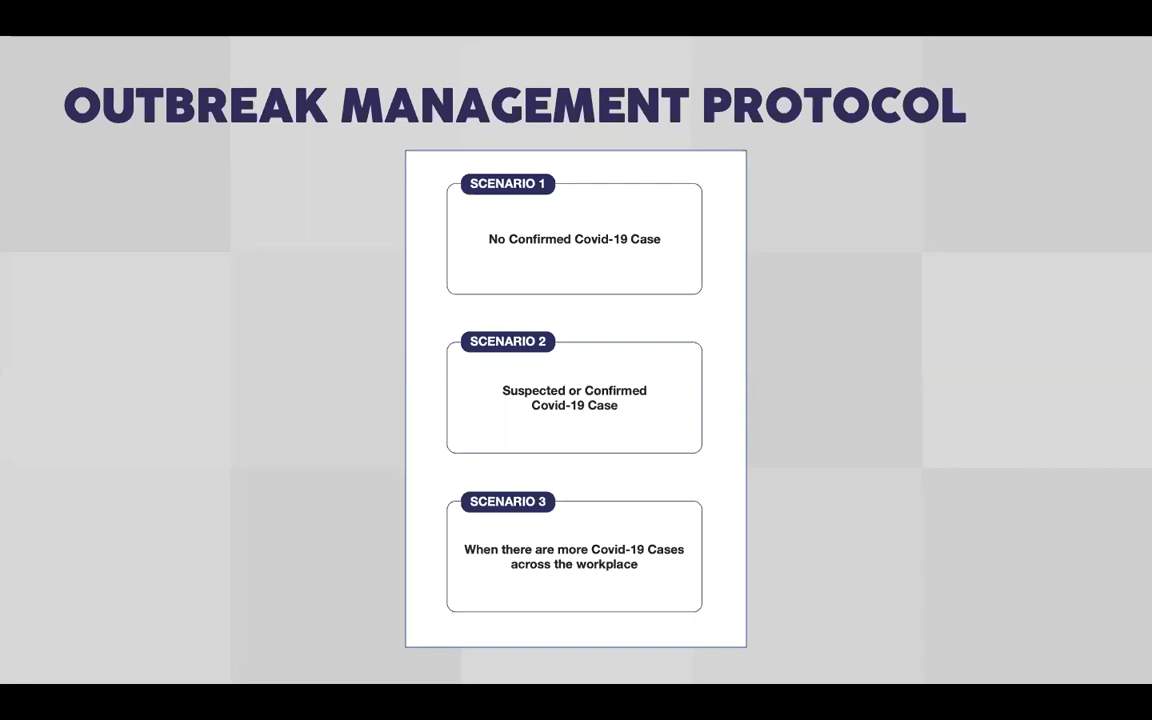 OUTBREAK MANAGEMENT PROTOCOL
SCENARIO 1
No Confirmed Covid-19 Case
SCENARIO 2
Suspected or Confirmed
Covid-19 Case
SCENARIO 3
When there are more Covid-19 Cases
across the workplace